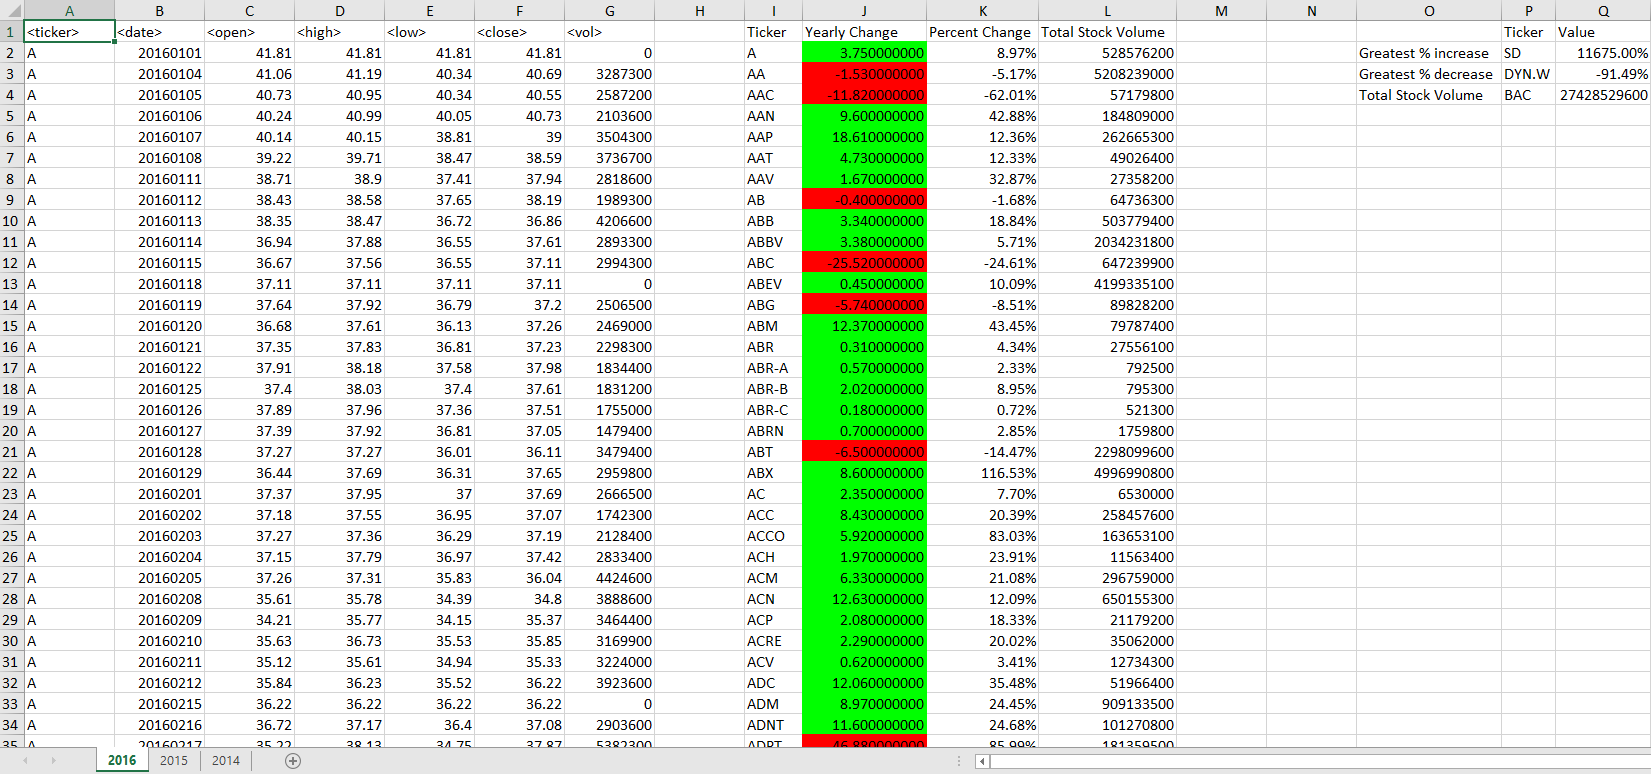 A B C D E F G H I J K L M N O P Q
1 <ticker> <date> <open> <high> <low> <close> <vol> Ticker Yearly Change Percent Change Total Stock Volume Ticker Value
2 A 20160101 41.81 41.81 41.81 41.81 0 A 3.750000000 8.97% 528576200 Greatest % increase SD 11675.00%
3 A 20160104 41.06 41.19 40.34 40.69 3287300 AA -1.530000000 -5.17% 5208239000 Greatest % decrease DYN.W -91.49%
4 A 20160105 40.73 40.95 40.34 40.55 2587200 AAC -11.820000000 -62.01% 57179800 Total Stock Volume BAC 27428529600
5 A 20160106 40.24 40.99 40.05 40.73 2103600 AAN 9.600000000 42.88% 184809000
6 A 20160107 40.14 40.15 38.81 39 3504300 AAP 18.610000000 12.36% 262665300
7 A 20160108 39.22 39.71 38.47 38.59 3736700 AAT 4.730000000 12.33% 49026400
8 A 20160111 38.71 38.9 37.41 37.94 2818600 AAV 1.670000000 32.87% 27358200
9 A 20160112 38.43 38.58 37.65 38.19 1989300 AB -0.400000000 -1.68% 64736300
10 A 20160113 38.35 38.47 36.72 36.86 4206600 ABB 3.340000000 18.84% 503779400
11 A 20160114 36.94 37.88 36.55 37.61 2893300 ABBV 3.380000000 5.71% 2034231800
12 A 20160115 36.67 37.56 36.55 37.11 2994300 ABC -25.520000000 -24.61% 647239900
13 A 20160118 37.11 37.11 37.11 37.11 0 ABEV 0.450000000 10.09% 4199335100
14 A 20160119 37.64 37.92 36.79 37.2 2506500 ABG -5.740000000 -8.51% 89828200
15 A 20160120 36.68 37.61 36.13 37.26 2469000 ABM 12.370000000 43.45% 79787400
16 A 20160121 37.35 37.83 36.81 37.23 2298300 ABR 0.310000000 4.34% 27556100
17 A 20160122 37.91 38.18 37.58 37.98 1834400 ABR-A 0.570000000 2.33% 792500
18 A 20160125 37.4 38.03 37.4 37.61 1831200 ABR-B 2.020000000 8.95% 795300
19 A 20160126 37.89 37.96 37.36 37.51 1755000 ABR-C 0.180000000 0.72% 521300
20 A 20160127 37.39 37.92 36.81 37.05 1479400 ABRN 0.700000000 2.85% 1759800
21 A 20160128 37.27 37.27 36.01 36.11 3479400 ABT -6.500000000 -14.47% 2298099600
22 A 20160129 36.44 37.69 36.31 37.65 2959800 ABX 8.600000000 116.53% 4996990800
23 A 20160201 37.37 37.95 37 37.69 2666500 AC 2.350000000 7.70% 6530000
24 A 20160202 37.18 37.55 36.95 37.07 1742300 ACC 8.430000000 20.39% 258457600
25 A 20160203 37.27 37.36 36.29 37.19 2128400 ACCO 5.920000000 83.03% 163653100
26 A 20160204 37.15 37.79 36.97 37.42 2833400 ACH 1.970000000 23.91% 11563400
27 A 20160205 37.26 37.31 35.83 36.04 4424600 ACM 6.330000000 21.08% 296759000
28 A 20160208 35.61 35.78 34.39 34.8 3888600 ACN 12.630000000 12.09% 650155300
29 A 20160209 34.21 35.77 34.15 35.37 3464400 ACP 2.080000000 18.33% 21179200
30 A 20160210 35.63 36.73 35.53 35.85 3169900 ACRE 2.290000000 20.02% 35062000
31 A 20160211 35.12 35.61 34.94 35.33 3224000 ACV 0.620000000 3.41% 12734300
32 A 20160212 35.84 36.23 35.52 36.22 3923600 ADC 12.060000000 35.48% 51966400
33 A 20160215 36.22 36.22 36.22 36.22 0 ADM 8.970000000 24.45% 909133500
34 A 20160216 36.72 37.17 36.4 37.08 2903600 ADNT 11.600000000 24.68% 101270800
35 A 20160217 35.22 38.13 34.75 37.87 5382300 ADPT 46.880000000 85.99% 181359500
2016 2015 2014